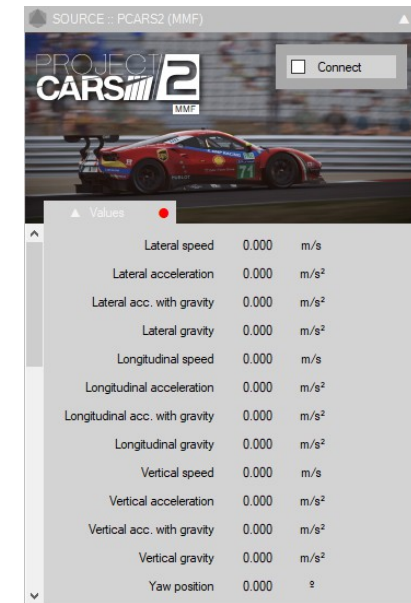 SOURCE :: PCARS2 (MMF)
PROJECT
CARS 2
MMF
Connect
71
Values
Lateral speed 0.000 m/s
Lateral acceleration 0.000 m/s²
Lateral acc. with gravity 0.000 m/s²
Lateral gravity 0.000 m/s²
Longitudinal speed 0.000 m/s
Longitudinal acceleration 0.000 m/s²
Longitudinal acc. with gravity 0.000 m/s²
Longitudinal gravity 0.000 m/s²
Vertical speed 0.000 m/s
Vertical acceleration 0.000 m/s²
Vertical acc. with gravity 0.000 m/s²
Vertical gravity 0.000 m/s²
Yaw position 0.000 º